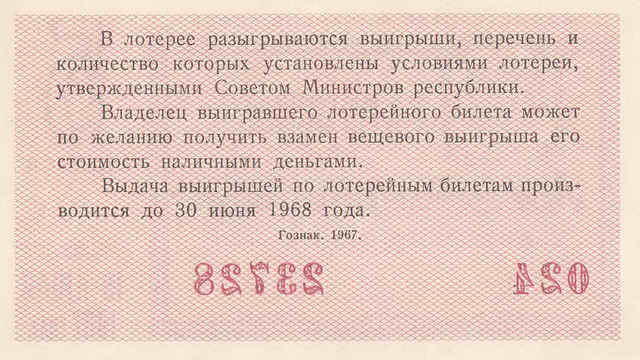 В лотерее разыгрываются выигрыши, перечень и
количество которых установлены условиями лотереи,
утвержденными Советом Министров республики.
Владелец выигравшего лотерейного билета может
по желанию получить взамен вещевого выигрыша его
стоимость наличными деньгами.
Выдача выигрышей по лотерейным билетам произ-
водится до 30 июня 1968 года.
Гознак. 1967.
23728 024